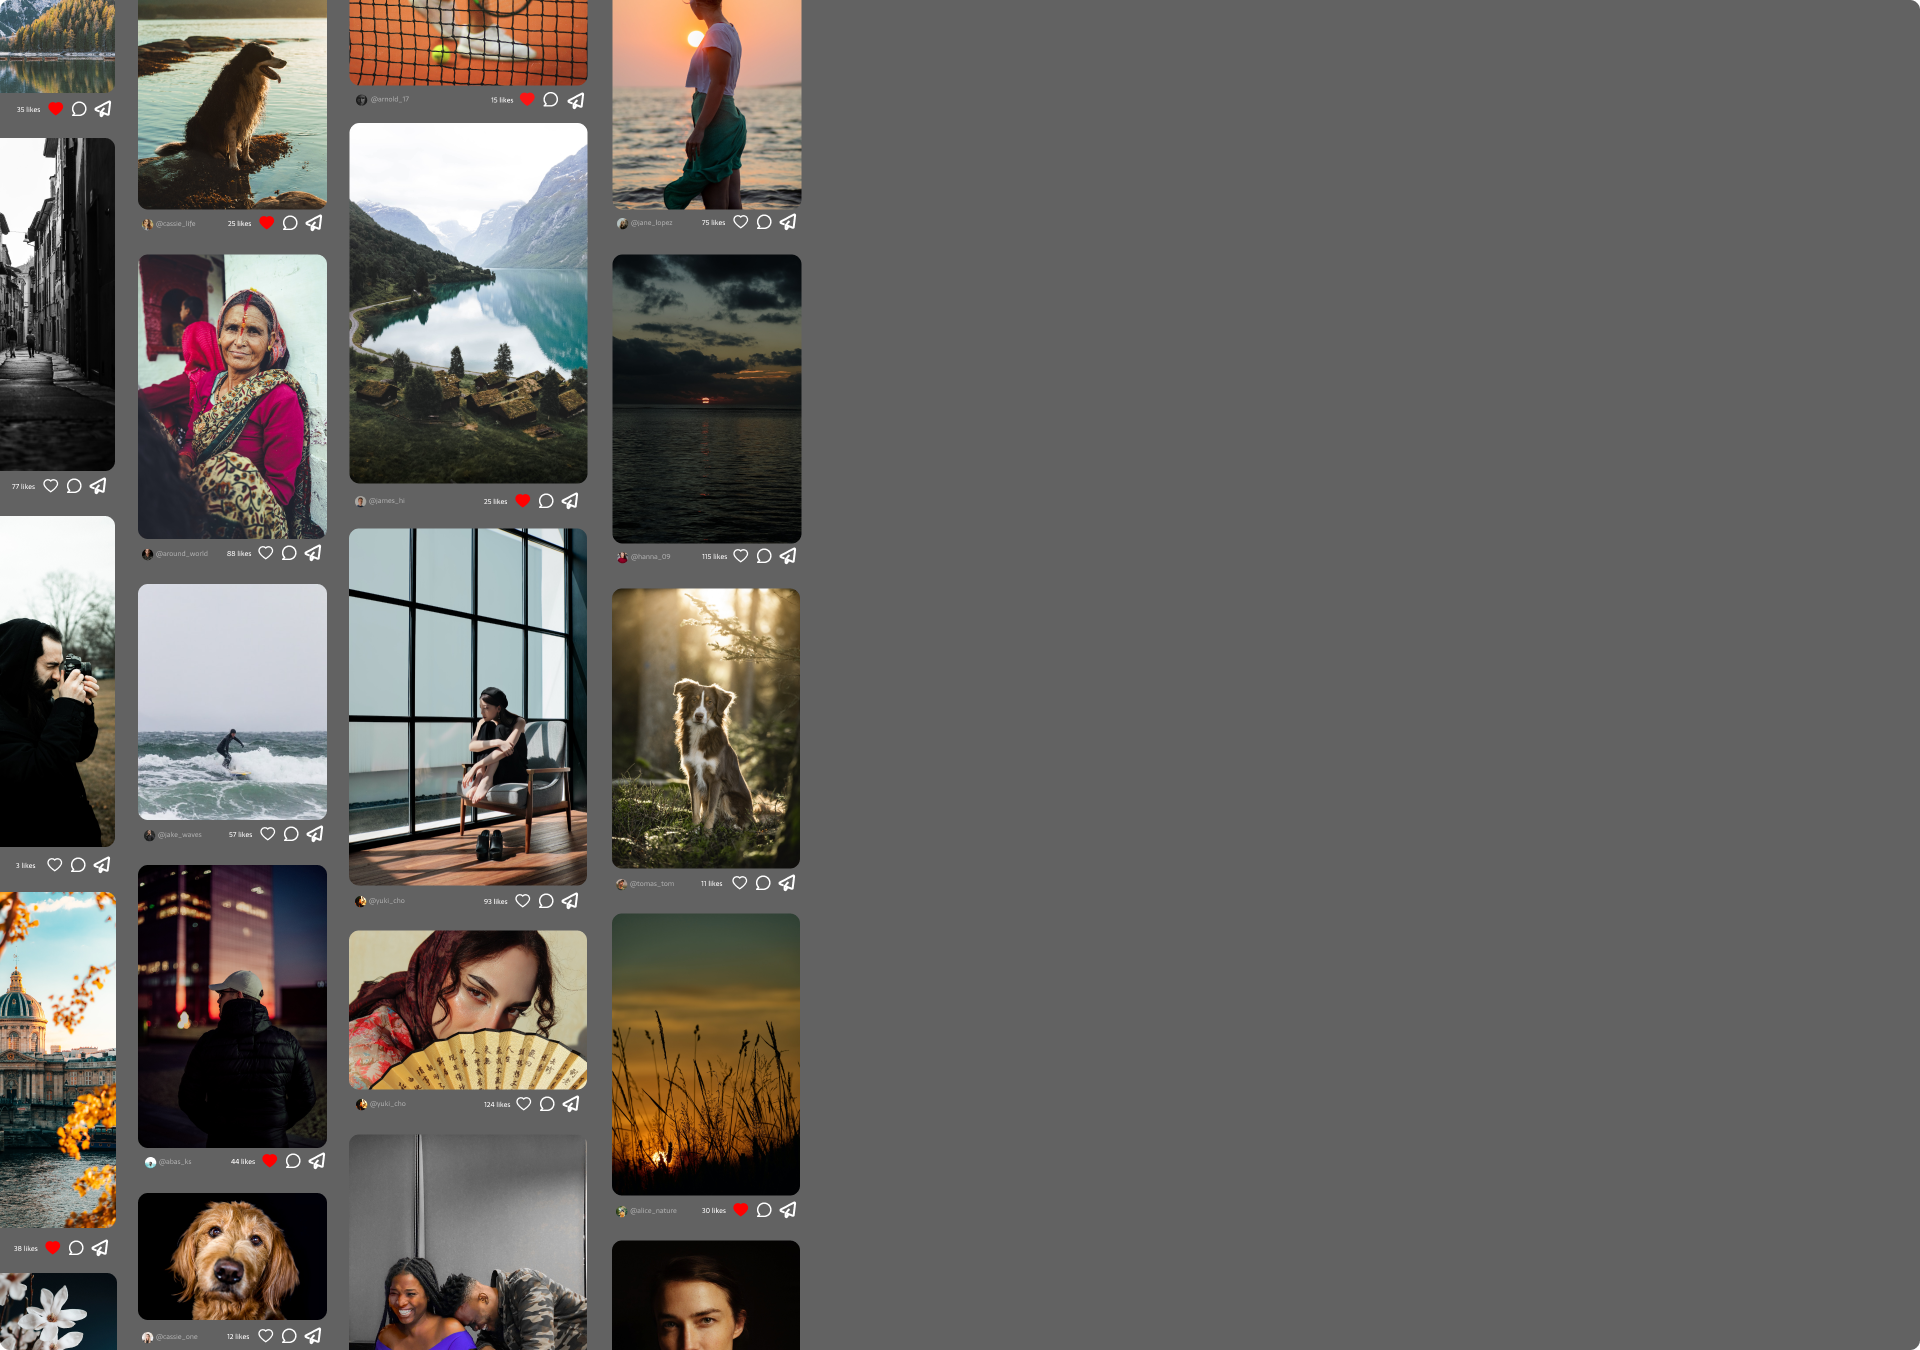 35 likes
77 likes
3 likes
38 likes
@cassie_life 25 likes
@around_world 88 likes
@jake_waves 57 likes
@abas_ks 44 likes
@cassie_one 12 likes
@arnold_17 15 likes
@james_hi 25 likes
@yuki_cho 93 likes
@yuki_cho 124 likes
@jane_lopez 75 likes
@hanna_09 115 likes
@tomas_tom 11 likes
@alice_nature 30 likes